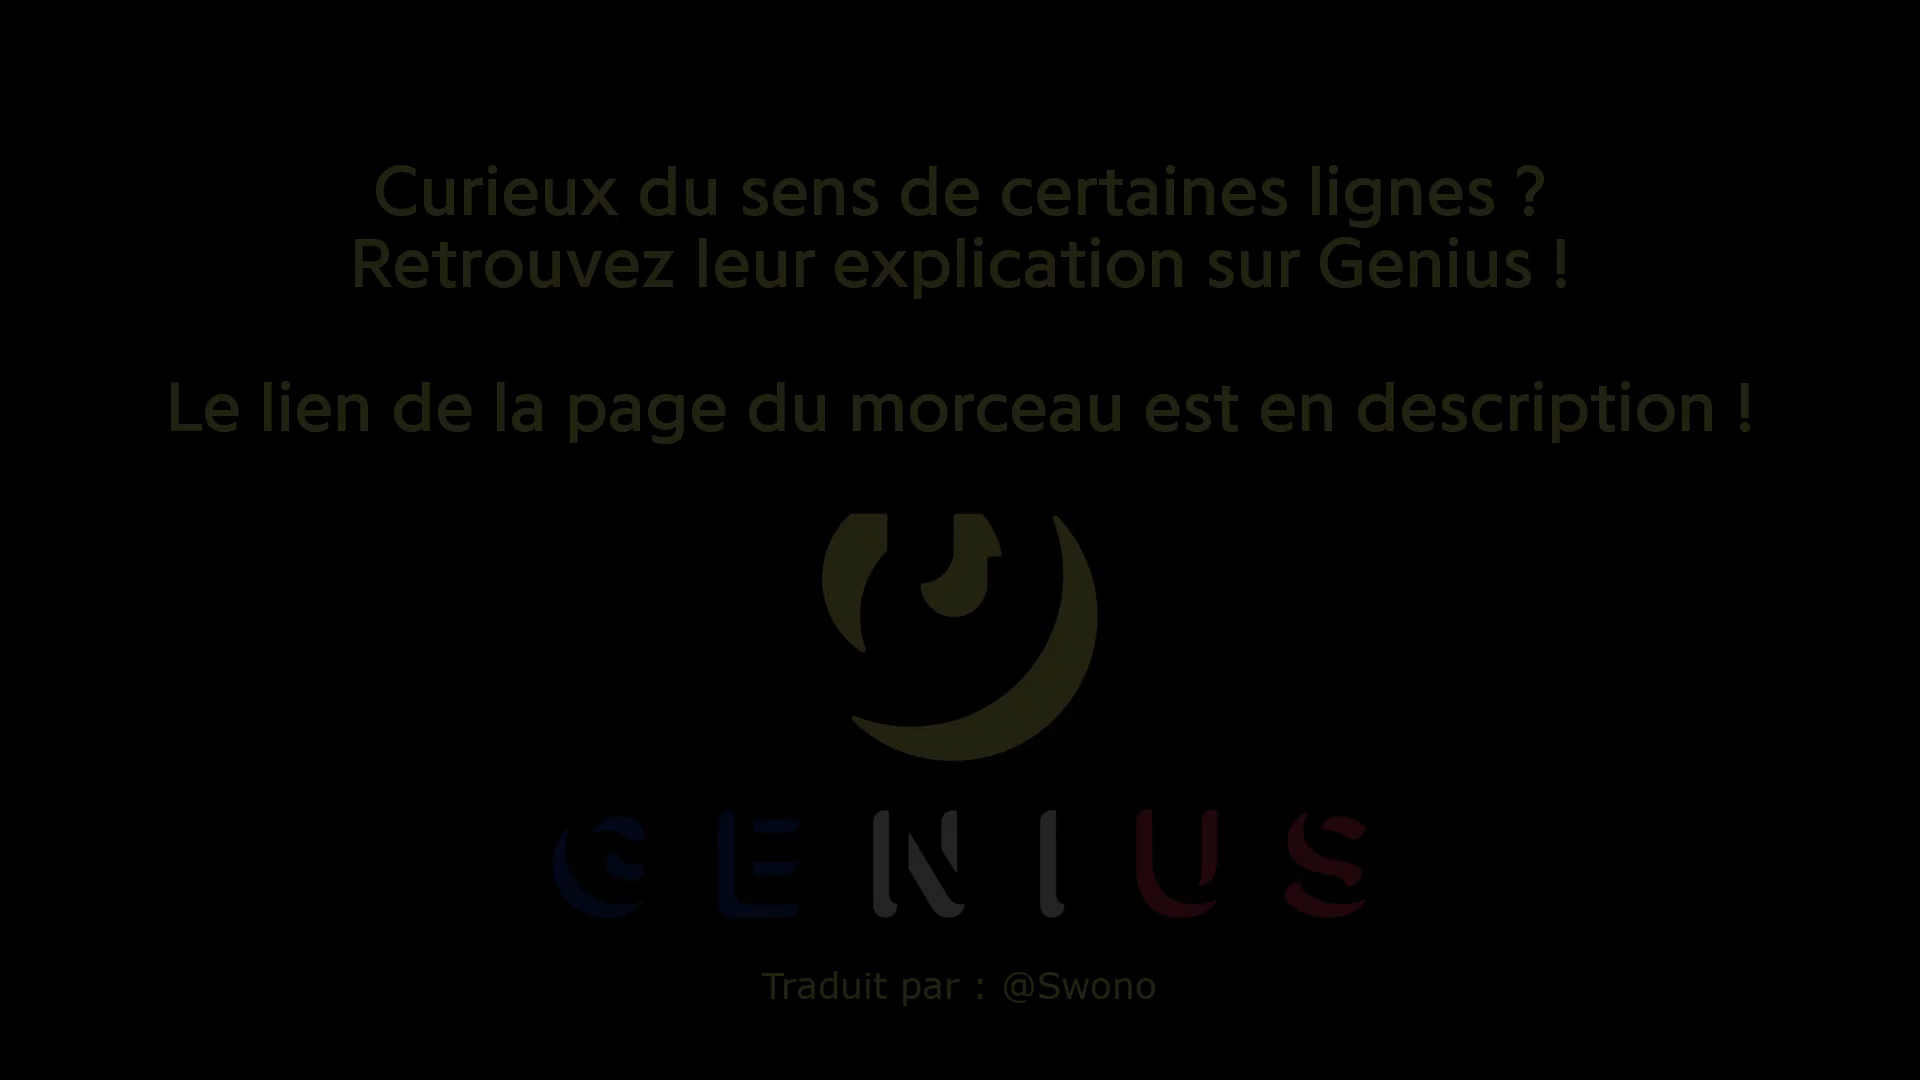 Curieux du sens de certaines lignes ?
Retrouvez leur explication sur Genius !
Le lien de la page du morceau est en description !
GENIUS
Traduit par : @Swono